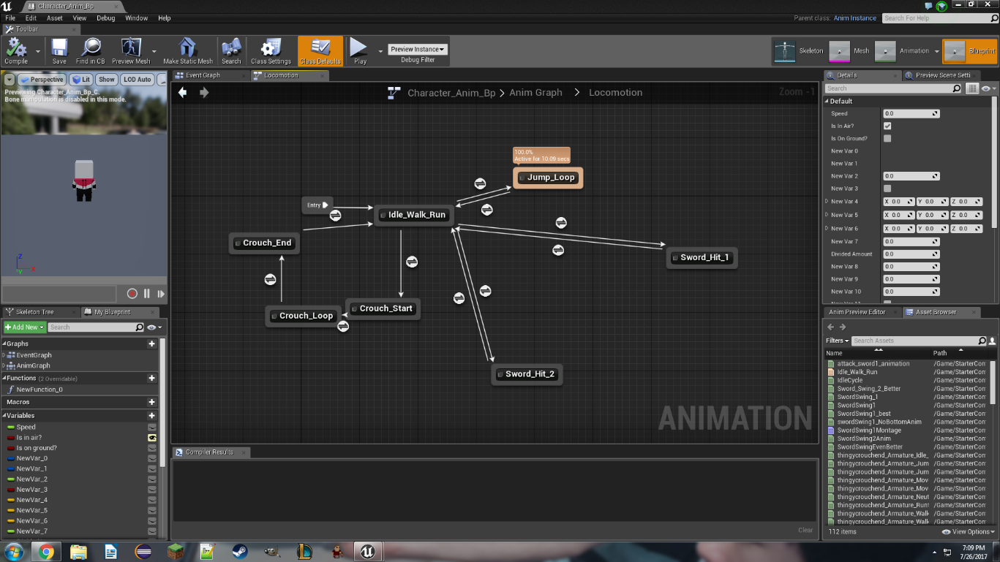 Character_Anim_Bp
File Edit Asset View Debug Window Help
Parent class: Anim Instance
Search For Help
Toolbar
Compile
Save
Find in CB
Preview Mesh
Make Static Mesh
Search
Class Settings
Class Defaults
Play
Preview Instance
Debug Filter
Skeleton
Mesh
Animation
Blueprint
Perspective
Lit
Show
LOD Auto
Previewing Character_Anim_Bp_C.
Bone manipulation is disabled in this mode.
Z
X
Y
Event Graph
Locomotion
Character_Anim_Bp > Anim Graph > Locomotion
Zoom -1
100.0%
Active for 10.09 secs
Jump_Loop
Entry
Idle_Walk_Run
Crouch_End
Sword_Hit_1
Crouch_Start
Crouch_Loop
Sword_Hit_2
ANIMATION
Compiler Results
Clear
Skeleton Tree
My Blueprint
Add New
Search
Graphs
EventGraph
AnimGraph
Functions (2 Overridable)
NewFunction_0
Macros
Variables
Speed
Is in air?
Is on ground?
NewVar_0
NewVar_1
NewVar_2
NewVar_3
NewVar_4
NewVar_5
NewVar_6
NewVar_7
Details
Preview Scene Setti
Search
Default
Speed 0.0
Is In Air?
Is On Ground?
New Var 0
New Var 1
New Var 2 0.0
New Var 3
New Var 4 X 0.0 Y 0.0 Z 0.0
New Var 5 X 0.0 Y 0.0 Z 0.0
New Var 6 X 0.0 Y 0.0 Z 0.0
New Var 7 0.0
Divided Amount 0.0
New Var 8 0.0
New Var 9 0.0
New Var 10 0.0
Anim Preview Editor
Asset Browser
Filters
Search Assets
Name Path
attack_sword1_animation /Game/StarterCon
Idle_Walk_Run /Game/StarterCon
IdleCycle /Game/StarterCon
Sword_Swing_2_Better /Game/StarterCon
SwordSwing_1 /Game/StarterCon
SwordSwing1 /Game/StarterCon
SwordSwing1_best /Game/StarterCon
swordSwing1_NoBottomAnim /Game/StarterCon
SwordSwing1Montage /Game/StarterCon
SwordSwing2Anim /Game/StarterCon
SwordSwingEvenBetter /Game/StarterCon
thingycrouchend_Armature_Idle_ /Game/StarterCon
thingycrouchend_Armature_Jum /Game/StarterCon
thingycrouchend_Armature_Jum /Game/StarterCon
thingycrouchend_Armature_Mov /Game/StarterCon
thingycrouchend_Armature_Mov /Game/StarterCon
thingycrouchend_Armature_Neut /Game/StarterCon
thingycrouchend_Armature_Runt /Game/StarterCon
thingycrouchend_Armature_Walk /Game/StarterCon
thingycrouchend_Armature_Walk /Game/StarterCon
112 items
View Options
7:09 PM
7/26/2017